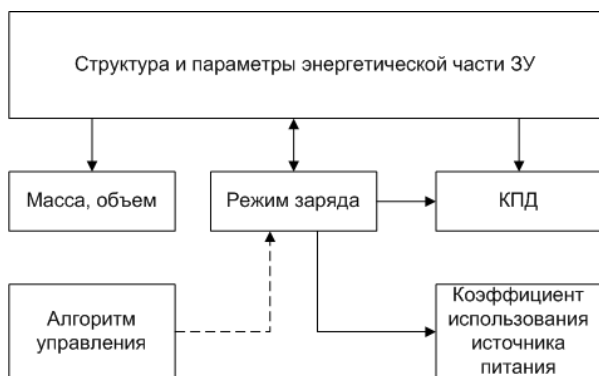 Структура и параметры энергетической части ЗУ
Масса, объем
Режим заряда
КПД
Алгоритм
управления
Коэффициент
использования
источника
питания